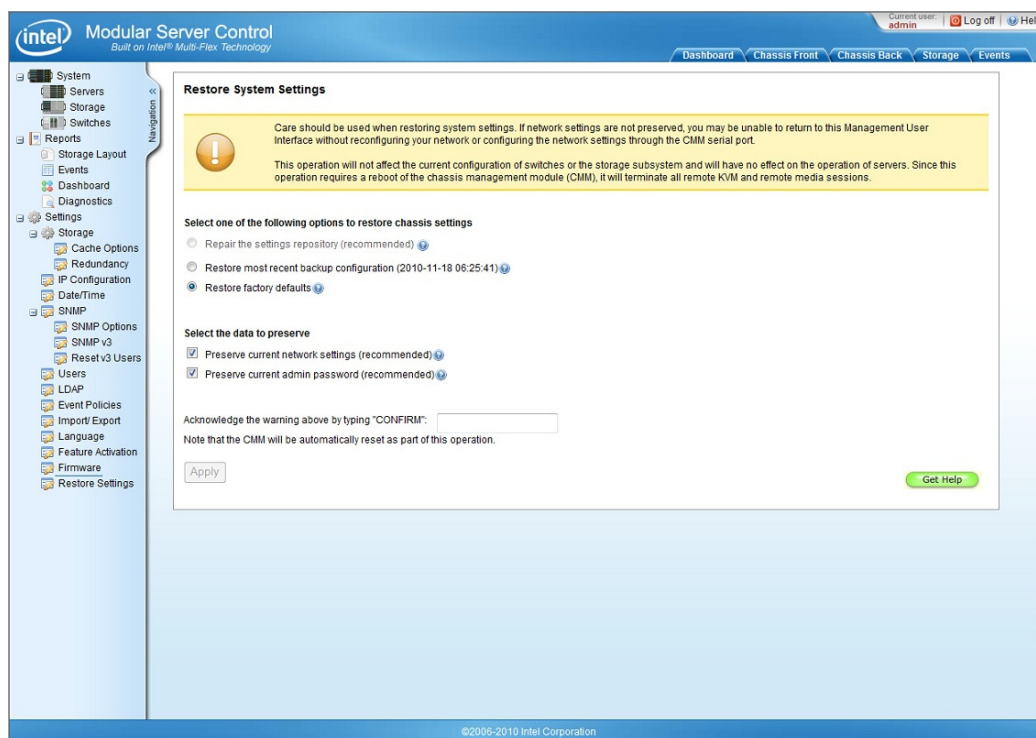 intel
Modular Server Control
Built on Intel® Multi-Flex Technology
Current user:
admin
Log off
Hel
Dashboard
Chassis Front
Chassis Back
Storage
Events
System
Servers
Storage
Switches
Reports
Storage Layout
Events
Dashboard
Diagnostics
Settings
Storage
Cache Options
Redundancy
IP Configuration
Date/Time
SNMP
SNMP Options
SNMP v3
Reset v3 Users
Users
LDAP
Event Policies
Import/Export
Language
Feature Activation
Firmware
Restore Settings
«
Navigation
Restore System Settings
Care should be used when restoring system settings. If network settings are not preserved, you may be unable to return to this Management User
Interface without reconfiguring your network or configuring the network settings through the CMM serial port.
This operation will not affect the current configuration of switches or the storage subsystem and will have no effect on the operation of servers. Since this
operation requires a reboot of the chassis management module (CMM), it will terminate all remote KVM and remote media sessions.
Select one of the following options to restore chassis settings
Repair the settings repository (recommended)
Restore most recent backup configuration (2010-11-18 06:25:41)
Restore factory defaults
Select the data to preserve
Preserve current network settings (recommended)
Preserve current admin password (recommended)
Acknowledge the warning above by typing "CONFIRM":
Note that the CMM will be automatically reset as part of this operation.
Apply
Get Help
©2006-2010 Intel Corporation